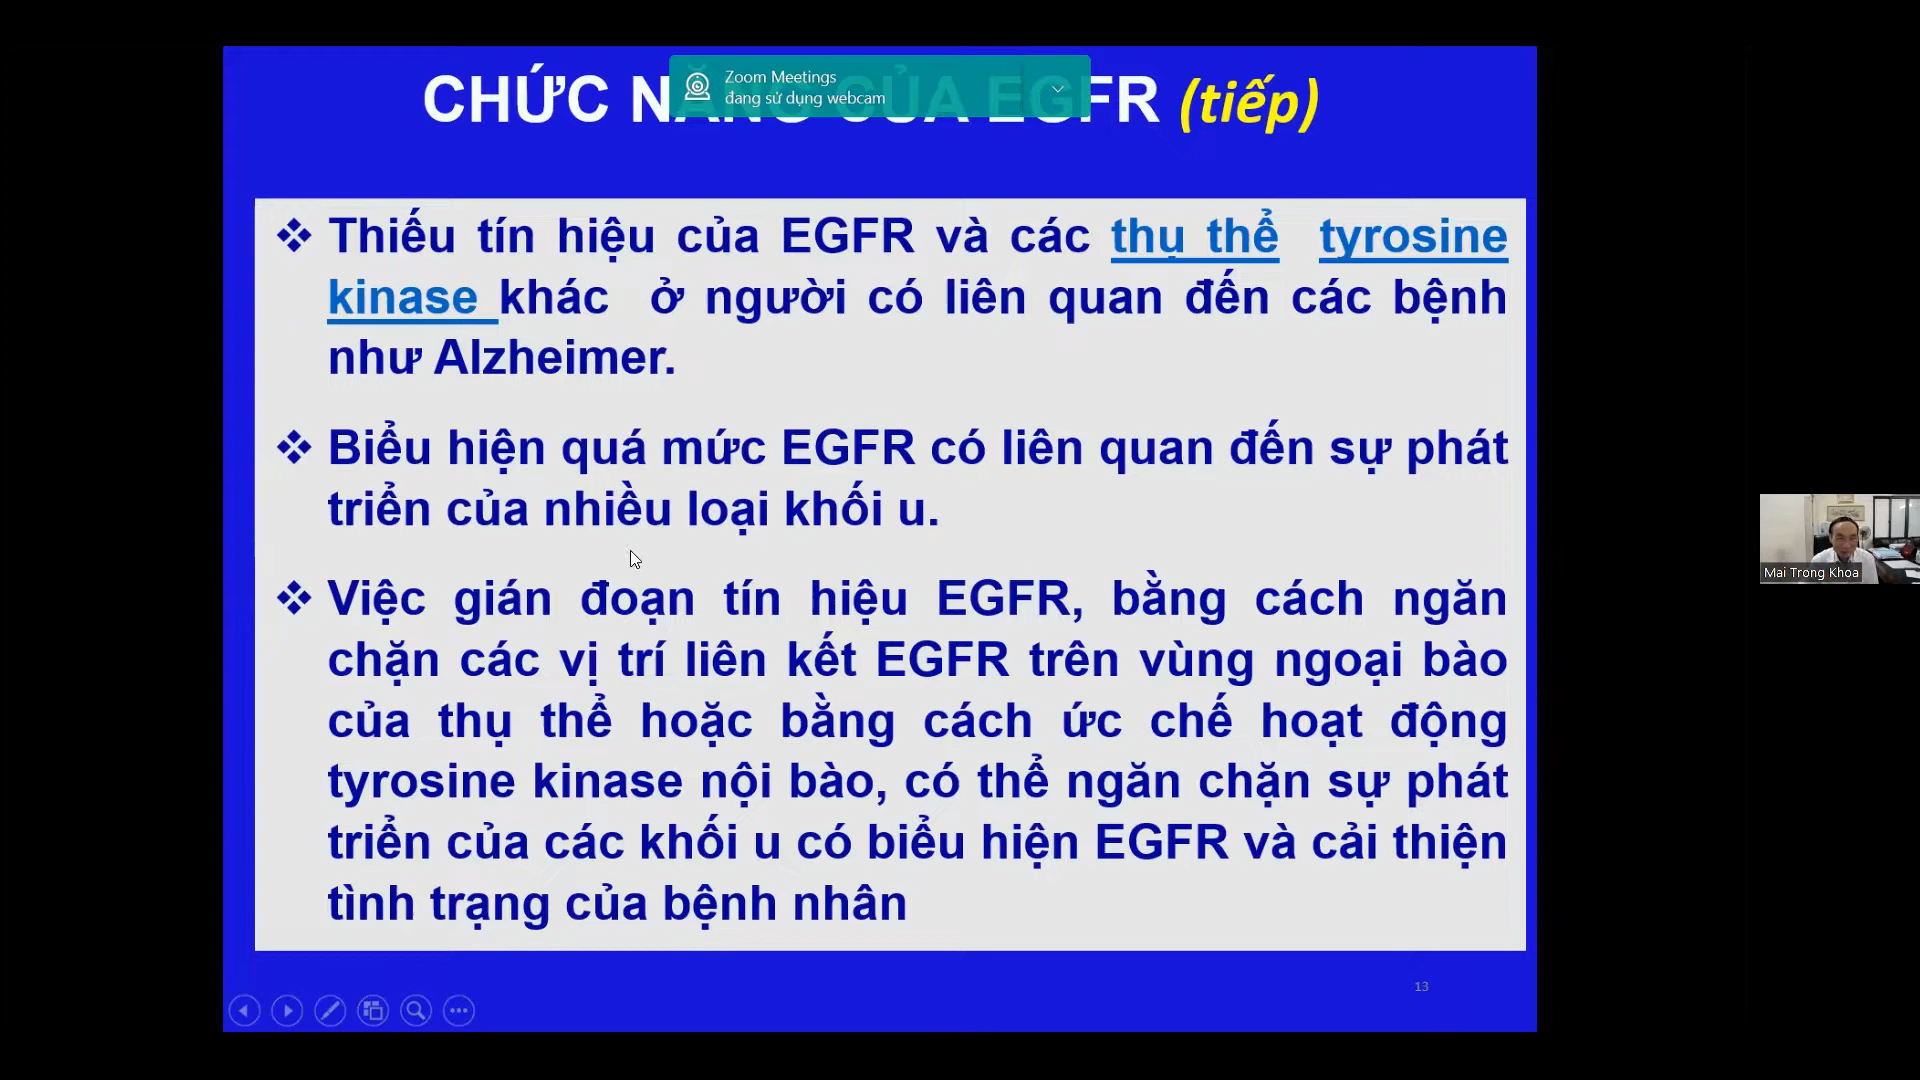 CHỨC NĂNG CỦA EGFR (tiếp)
Zoom Meetings
đang sử dụng webcam
❖ Thiếu tín hiệu của EGFR và các thụ thể tyrosine
kinase khác ở người có liên quan đến các bệnh
như Alzheimer.
❖ Biểu hiện quá mức EGFR có liên quan đến sự phát
triển của nhiều loại khối u.
❖ Việc gián đoạn tín hiệu EGFR, bằng cách ngăn
chặn các vị trí liên kết EGFR trên vùng ngoại bào
của thụ thể hoặc bằng cách ức chế hoạt động
tyrosine kinase nội bào, có thể ngăn chặn sự phát
triển của các khối u có biểu hiện EGFR và cải thiện
tình trạng của bệnh nhân
13
Mai Trong Khoa